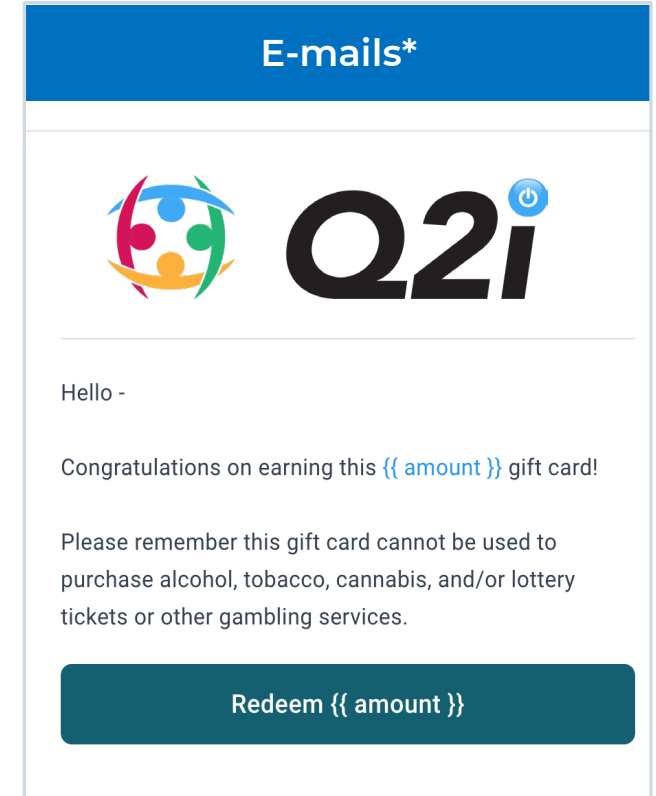 E-mails*
Q2i
Hello -
Congratulations on earning this {{ amount }} gift card!
Please remember this gift card cannot be used to
purchase alcohol, tobacco, cannabis, and/or lottery
tickets or other gambling services.
Redeem {{ amount }}